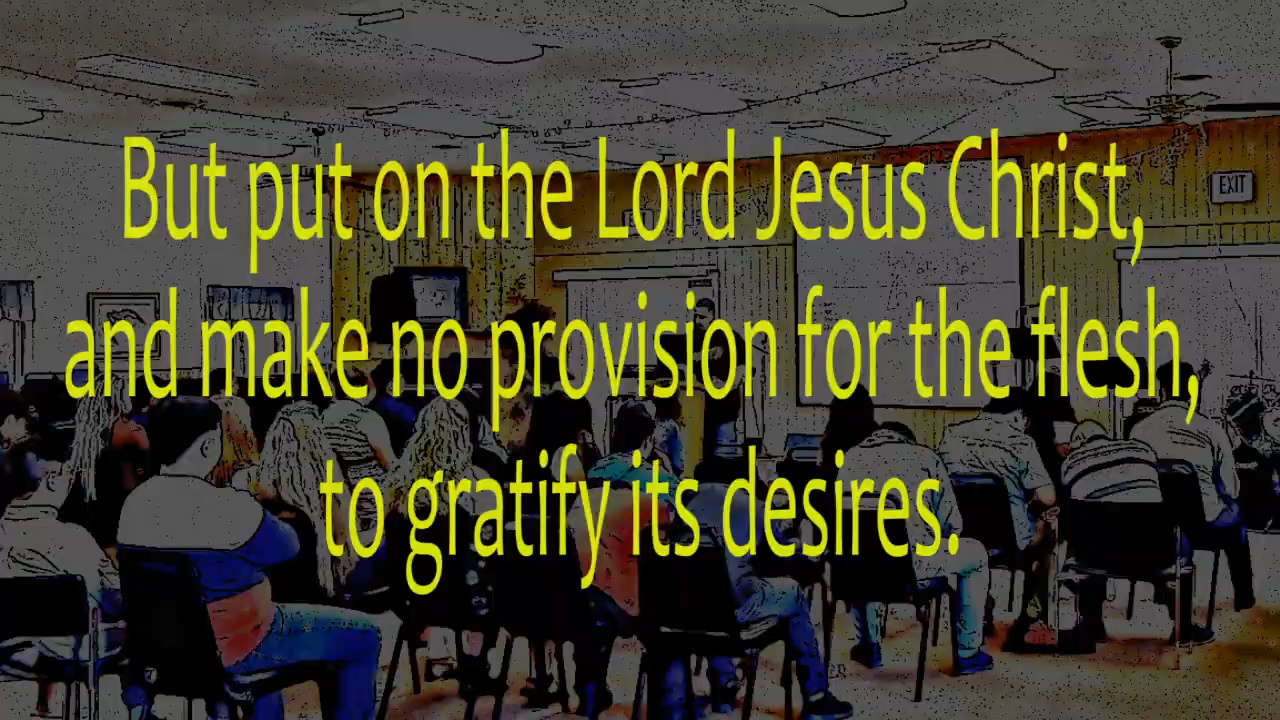 But put on the Lord Jesus Christ,
EXIT
and make no provision for the flesh,
to gratify its desires.